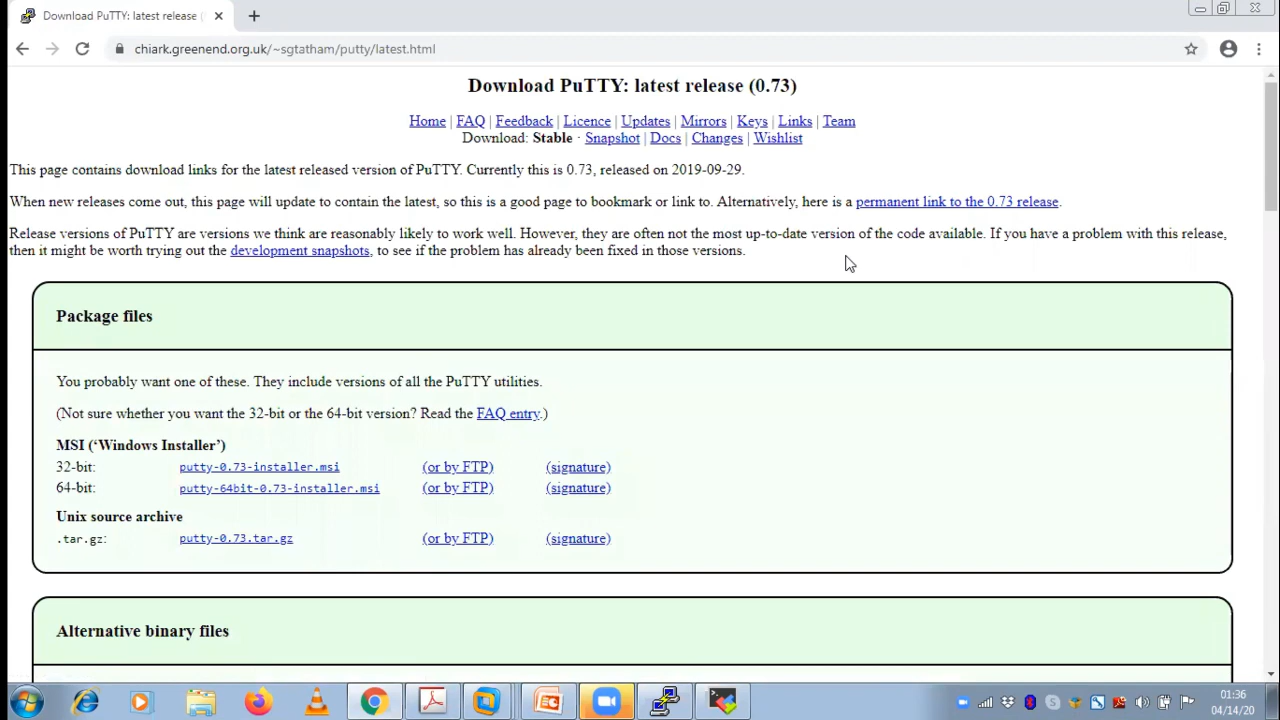 Download PuTTY: latest release (
chiark.greenend.org.uk/~sgtatham/putty/latest.html
Download PuTTY: latest release (0.73)
Home | FAQ | Feedback | Licence | Updates | Mirrors | Keys | Links | Team
Download: Stable · Snapshot | Docs | Changes | Wishlist
This page contains download links for the latest released version of PuTTY. Currently this is 0.73, released on 2019-09-29.
When new releases come out, this page will update to contain the latest, so this is a good page to bookmark or link to. Alternatively, here is a permanent link to the 0.73 release.
Release versions of PuTTY are versions we think are reasonably likely to work well. However, they are often not the most up-to-date version of the code available. If you have a problem with this release,
then it might be worth trying out the development snapshots, to see if the problem has already been fixed in those versions.
Package files
You probably want one of these. They include versions of all the PuTTY utilities.
(Not sure whether you want the 32-bit or the 64-bit version? Read the FAQ entry.)
MSI (‘Windows Installer’)
32-bit: putty-0.73-installer.msi (or by FTP) (signature)
64-bit: putty-64bit-0.73-installer.msi (or by FTP) (signature)
Unix source archive
.tar.gz: putty-0.73.tar.gz (or by FTP) (signature)
Alternative binary files
01:36
04/14/20